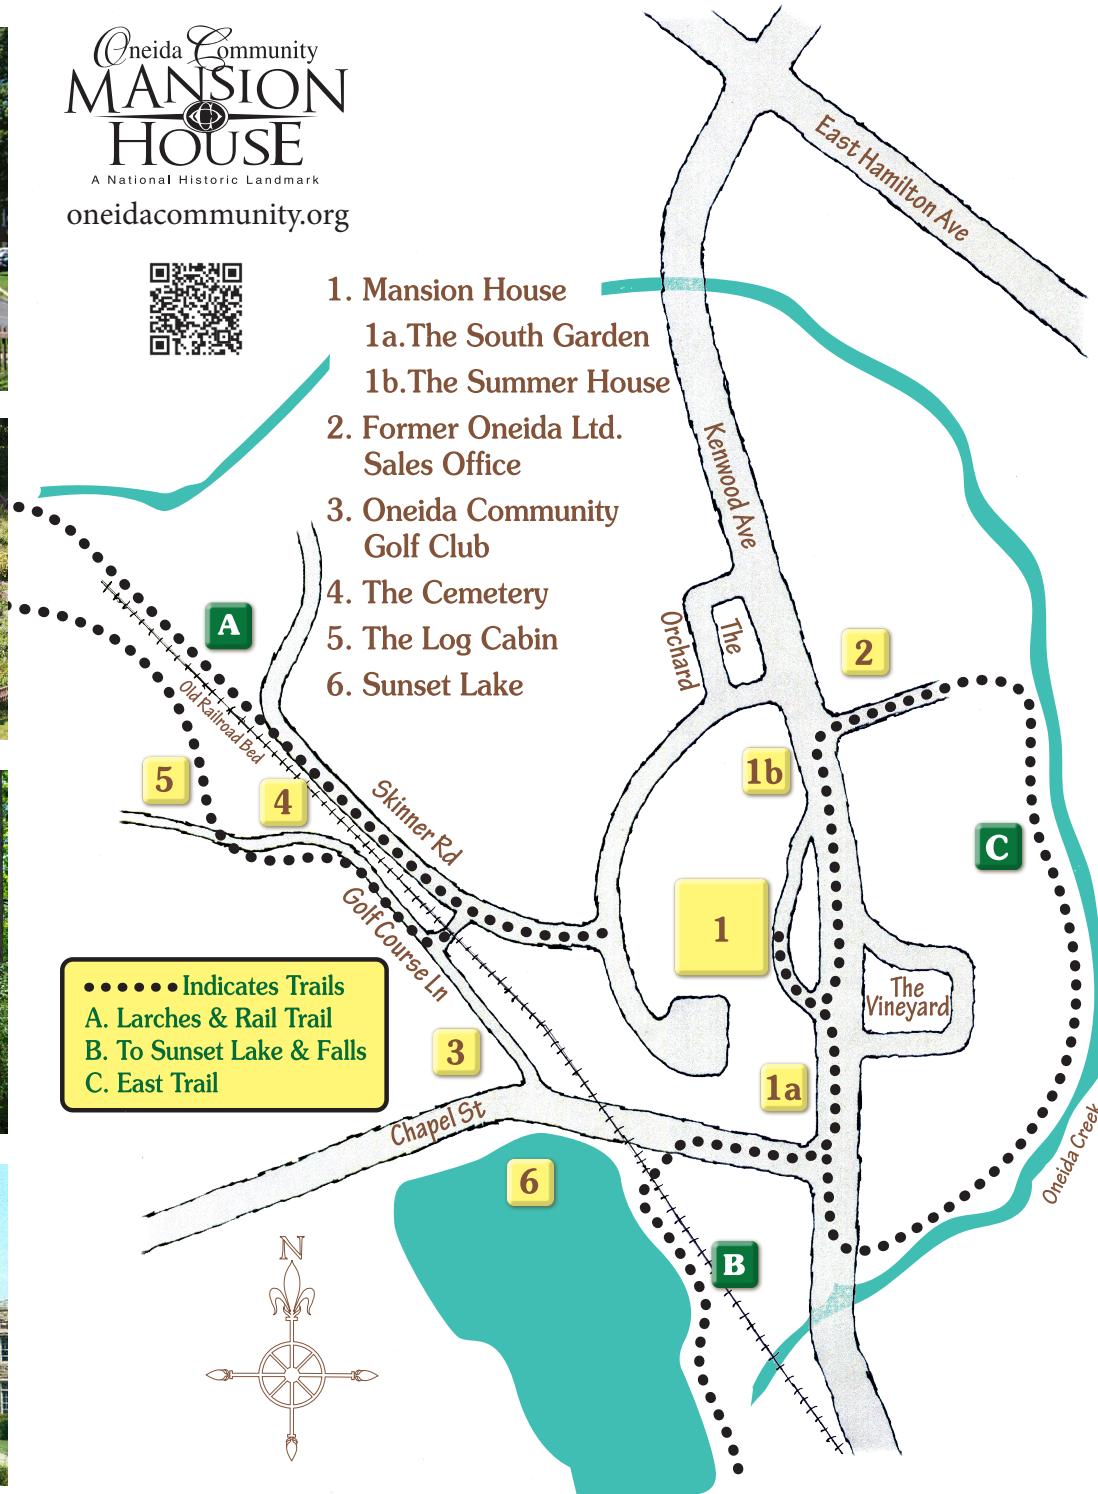 Oneida Community
MANSION
HOUSE
A National Historic Landmark
oneidacommunity.org
1. Mansion House
1a.The South Garden
1b.The Summer House
2. Former Oneida Ltd.
Sales Office
3. Oneida Community
Golf Club
4. The Cemetery
5. The Log Cabin
6. Sunset Lake
East Hamilton Ave
Kenwood Ave
The
Orchard
A
2
Old Railroad Bed
5
4
1b
Skinner Rd
C
1
Golf Course Ln
The
Vineyard
Indicates Trails
A. Larches & Rail Trail
B. To Sunset Lake & Falls
C. East Trail
3
1a
Chapel St
Oneida Creek
6
B
N